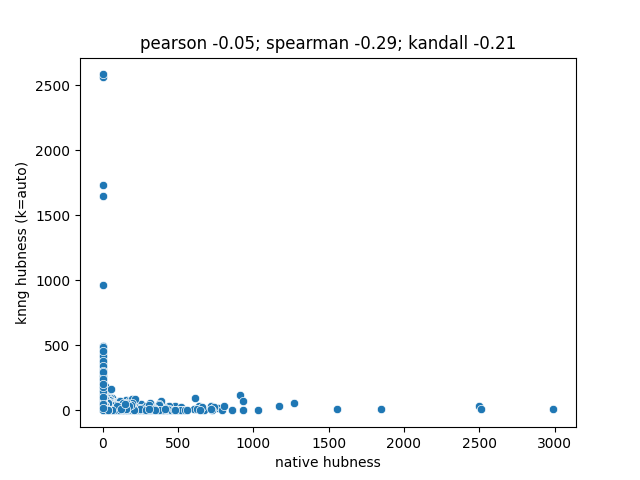 pearson -0.05; spearman -0.29; kandall -0.21
knng hubness (k=auto)
2500
2000
1500
1000
500
0
0 500 1000 1500 2000 2500 3000
native hubness